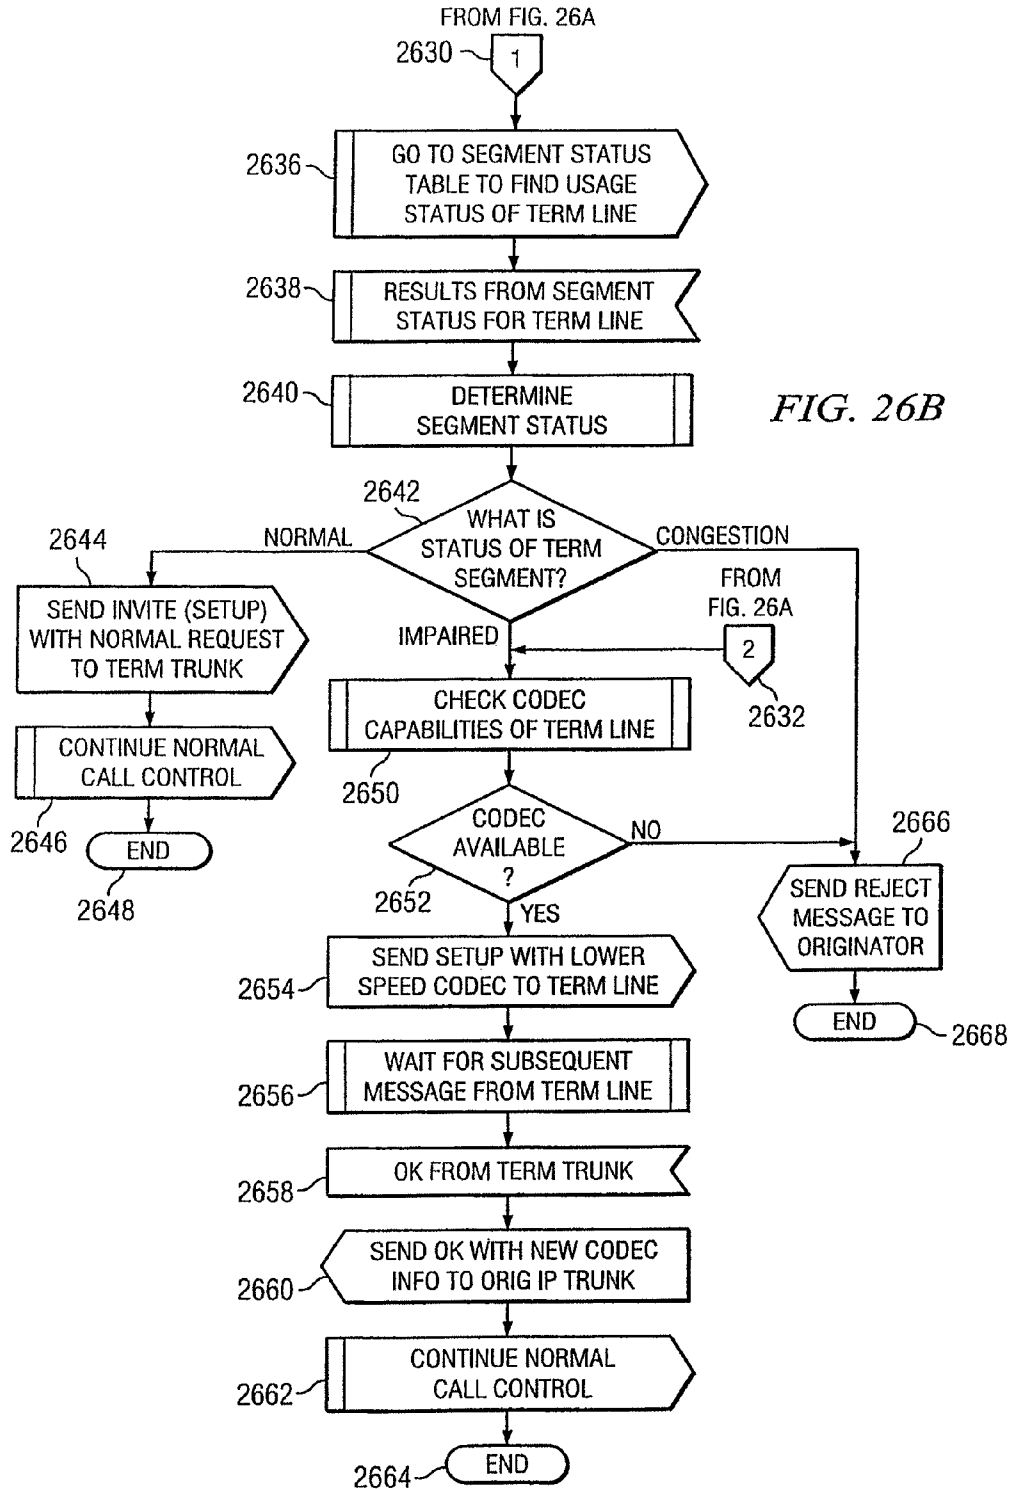 FROM FIG. 26A
2630
1
2636
GO TO SEGMENT STATUS
TABLE TO FIND USAGE
STATUS OF TERM LINE
2638
RESULTS FROM SEGMENT
STATUS FOR TERM LINE
2640
DETERMINE
SEGMENT STATUS
FIG. 26B
2642
WHAT IS
STATUS OF TERM
SEGMENT?
NORMAL
CONGESTION
IMPAIRED
2644
SEND INVITE (SETUP)
WITH NORMAL REQUEST
TO TERM TRUNK
FROM
FIG. 26A
2
2632
CONTINUE NORMAL
CALL CONTROL
2646
END
2648
CHECK CODEC
CAPABILITIES OF TERM LINE
2650
CODEC
AVAILABLE
?
2652
NO
YES
2666
SEND REJECT
MESSAGE TO
ORIGINATOR
END
2668
SEND SETUP WITH LOWER
SPEED CODEC TO TERM LINE
2654
WAIT FOR SUBSEQUENT
MESSAGE FROM TERM LINE
2656
OK FROM TERM TRUNK
2658
SEND OK WITH NEW CODEC
INFO TO ORIG IP TRUNK
2660
CONTINUE NORMAL
CALL CONTROL
2662
END
2664